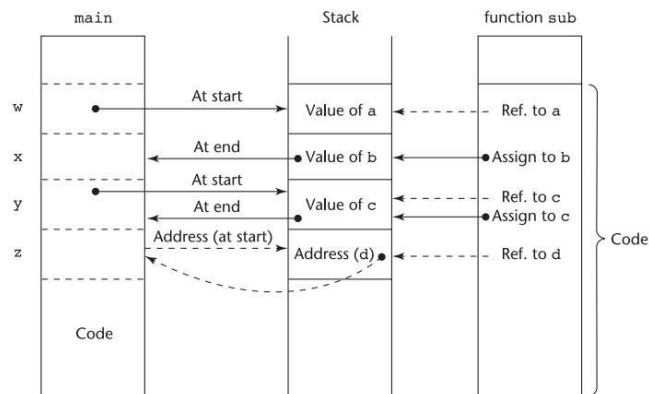 main Stack function sub
At start
w Value of a Ref. to a
At end
x Value of b Assign to b
At start
Ref. to c
y Value of c
At end Assign to c
Address (at start)
z Address (d) Ref. to d
Code
Code